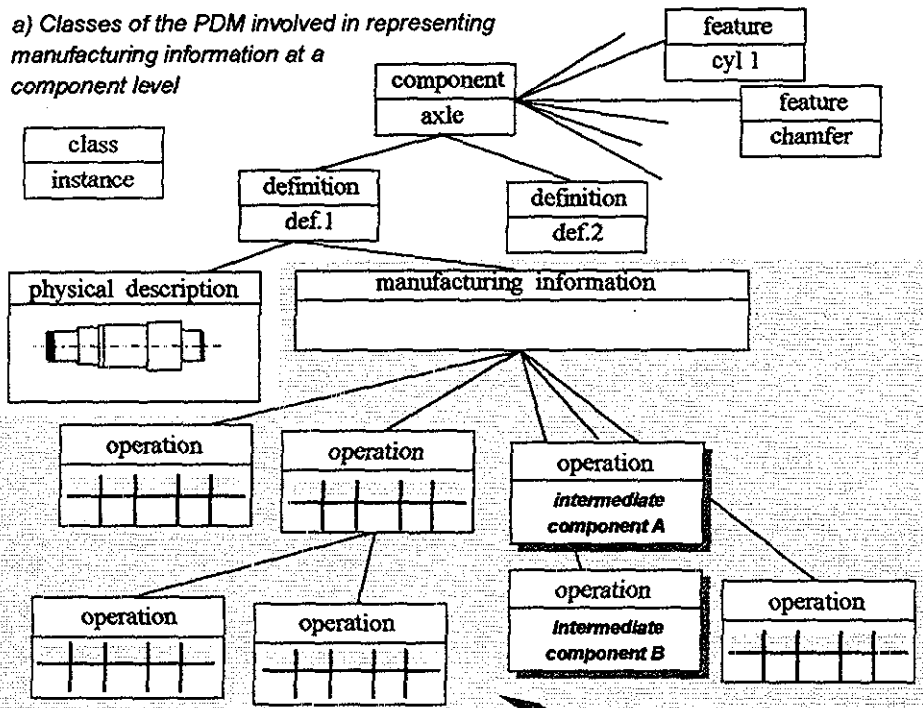 a) Classes of the PDM involved in representing
manufacturing information at a
component level
feature
cyl 1
component
axle
feature
chamfer
class
instance
definition
def.1
definition
def.2
physical description
manufacturing information
operation
operation
operation
intermediate
component A
operation
operation
operation
intermediate
component B
operation